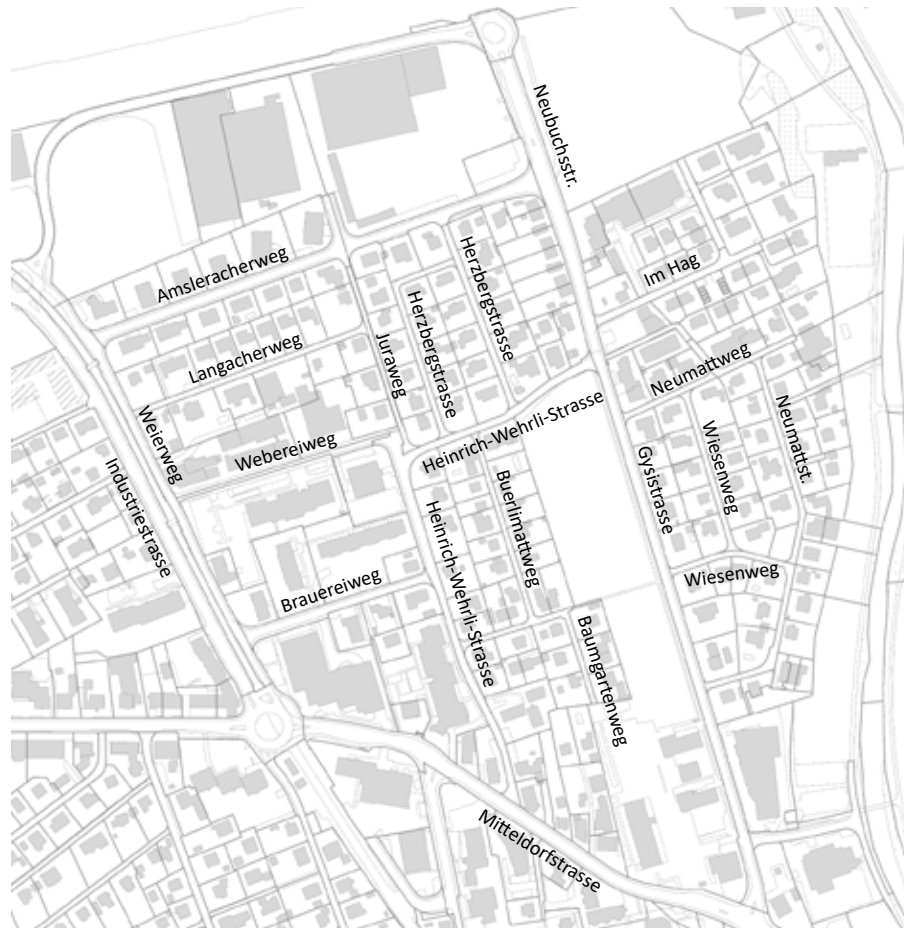 Neubuchsstr.
Amsleracherweg
Herzbergstrasse
Im Hag
Langacherweg
Juraweg
Herzbergstrasse
Neumattweg
Weierweg
Webereiweg
Heinrich-Wehrli-Strasse
Wiesenweg
Neumattst.
Industriestrasse
Gysistrasse
Buerlimattweg
Heinrich-Wehrli-Strasse
Brauereiweg
Wiesenweg
Baumgartenweg
Mitteldorfstrasse